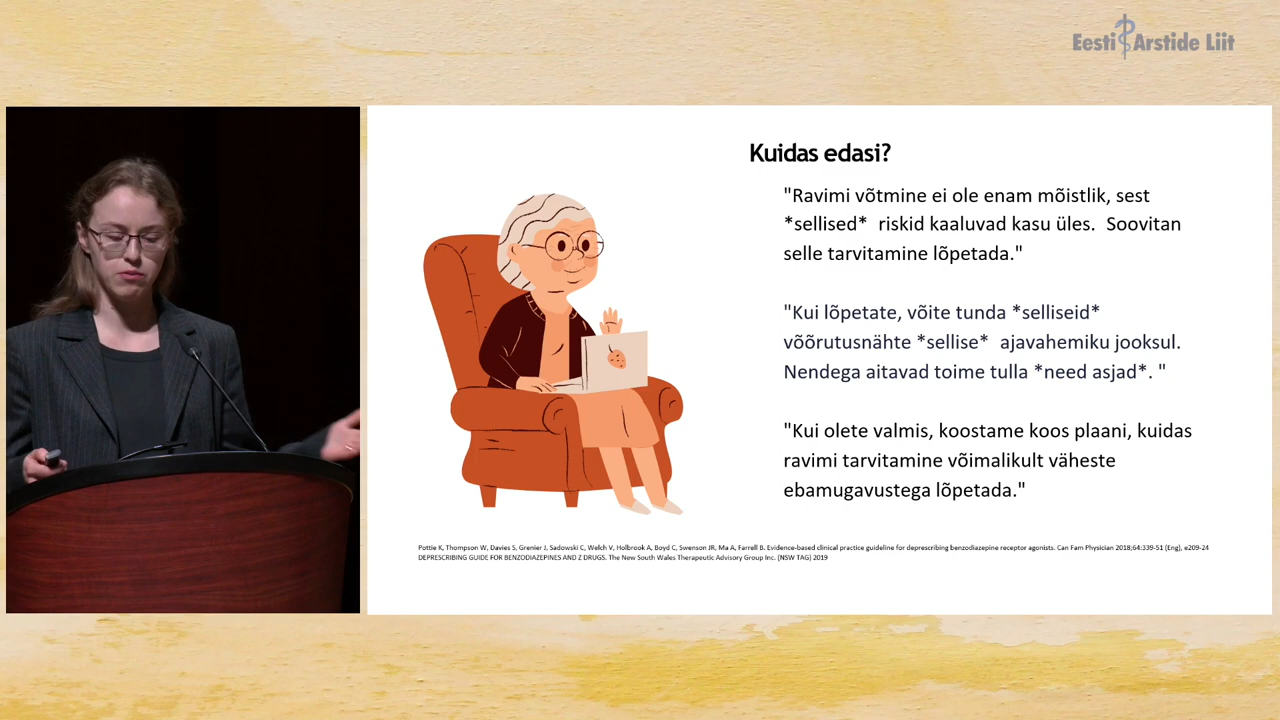 Eesti Arstide Liit
Kuidas edasi?
"Ravimi võtmine ei ole enam mõistlik, sest
*sellised* riskid kaaluvad kasu üles. Soovitan
selle tarvitamine lõpetada."
"Kui lõpetate, võite tunda *selliseid*
võõrutusnähte *sellise* ajavahemiku jooksul.
Nendega aitavad toime tulla *need asjad*. "
"Kui olete valmis, koostame koos plaani, kuidas
ravimi tarvitamine võimalikult väheste
ebamugavustega lõpetada."
Pottie K, Thompson W, Davies S, Grenier J, Sadowski C, Welch V, Holbrook A, Boyd C, Swenson JR, Ma A, Farrell B. Evidence-based clinical practice guideline for deprescribing benzodiazepine receptor agonists. Can Fam Physician 2018;64:339-51 (Eng), e209-24
DEPRESCRIBING GUIDE FOR BENZODIAZEPINES AND Z DRUGS. The New South Wales Therapeutic Advisory Group Inc. (NSW TAG) 2019